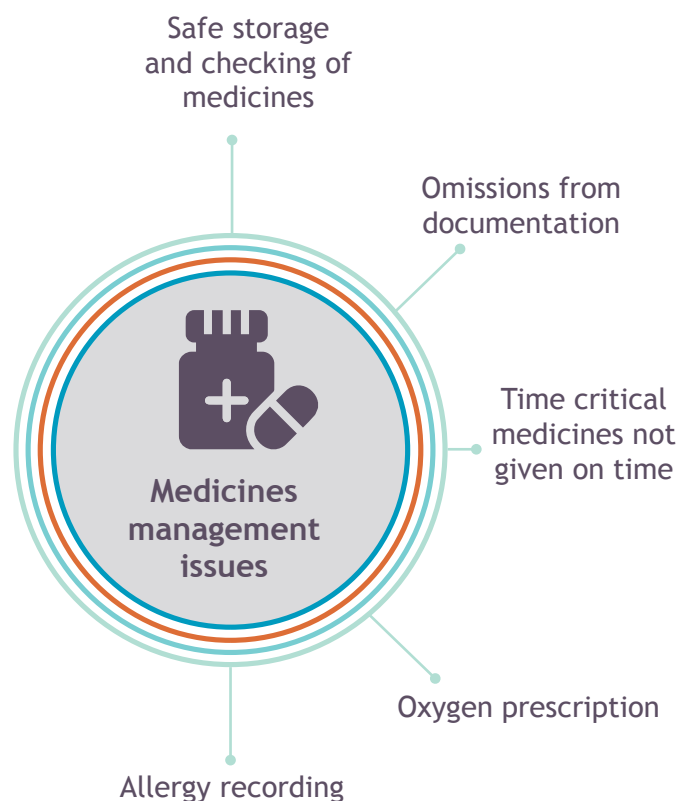 Safe storage
and checking of
medicines
Omissions from
documentation
Time critical
medicines not
given on time
Medicines
management
issues
Oxygen prescription
Allergy recording